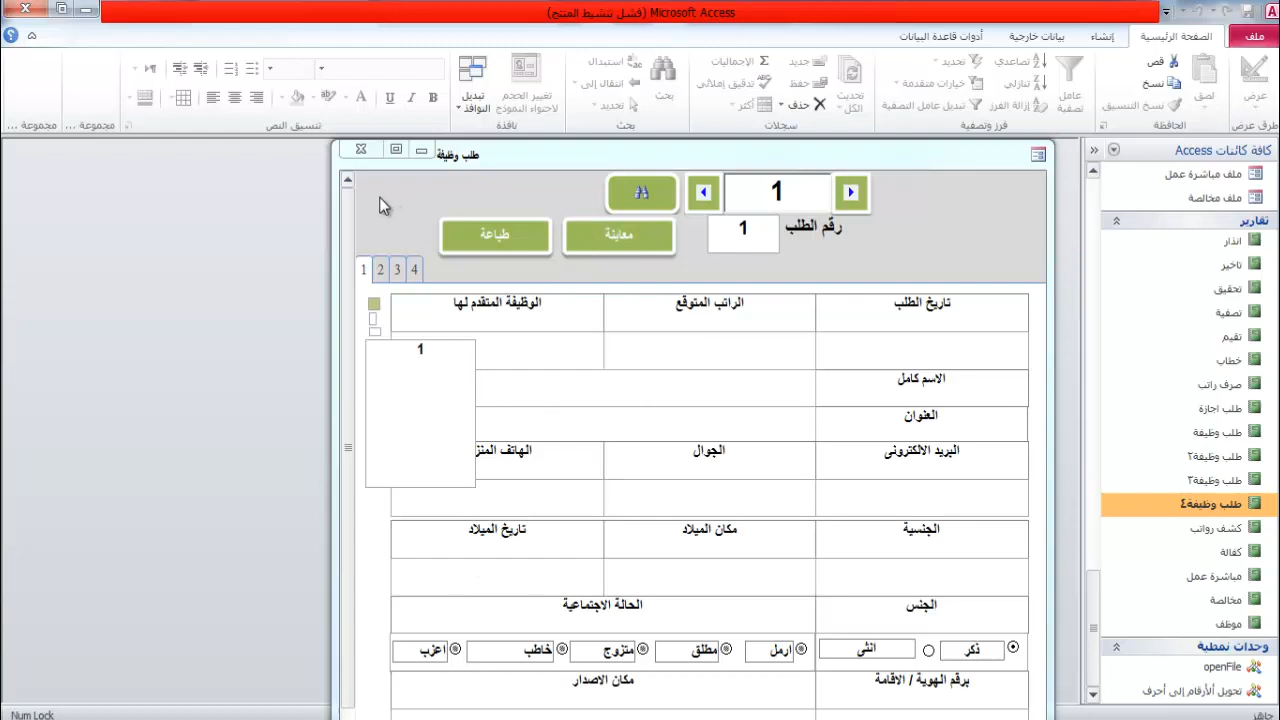 Microsoft Access (فشل تنشيط المنتج)
ملف
الصفحة الرئيسية
إنشاء
بيانات خارجية
أدوات قاعدة البيانات
عرض
طرق عرض
لصق
قص
نسخ
نسخ التنسيق
الحافظة
عامل تصفية
تصاعدي
تنازلي
إزالة الفرز
تحديد
خيارات متقدمة
تبديل عامل التصفية
فرز وتصفية
تحديث الكل
جديد
حفظ
حذف
الإجماليات
تدقيق إملائي
أكثر
سجلات
بحث
استبدال
الانتقال إلى
تحديد
بحث
تغيير الحجم لاحتواء النموذج
تبديل النوافذ
نافذة
تنسيق النص
مجموعة ...
مجموعة ...
كافة كائنات Access
ملف مباشرة عمل
ملف مخالصة
تقارير
انذار
تاخير
تحقيق
تصفية
تقيم
خطاب
صرف راتب
طلب اجازة
طلب وظيفة
طلب وظيفة٢
طلب وظيفة٣
طلب وظيفة٤
كشف رواتب
كفالة
مباشرة عمل
مخالصة
موظف
وحدات نمطية
openFile
تحويل ألأرقام إلى أحرف
طلب وظيفة
1
رقم الطلب 1
معاينة
طباعة
1 2 3 4
تاريخ الطلب
الراتب المتوقع
الوظيفة المتقدم لها
1
الاسم كامل
العنوان
البريد الالكترونى
الجوال
الهاتف المنز
الجنسية
مكان الميلاد
تاريخ الميلاد
الجنس
الحالة الاجتماعية
ذكر
انثى
ارمل
مطلق
متزوج
خاطب
اعزب
برقم الهوية / الاقامة
مكان الاصدار
جاهز
Num Lock